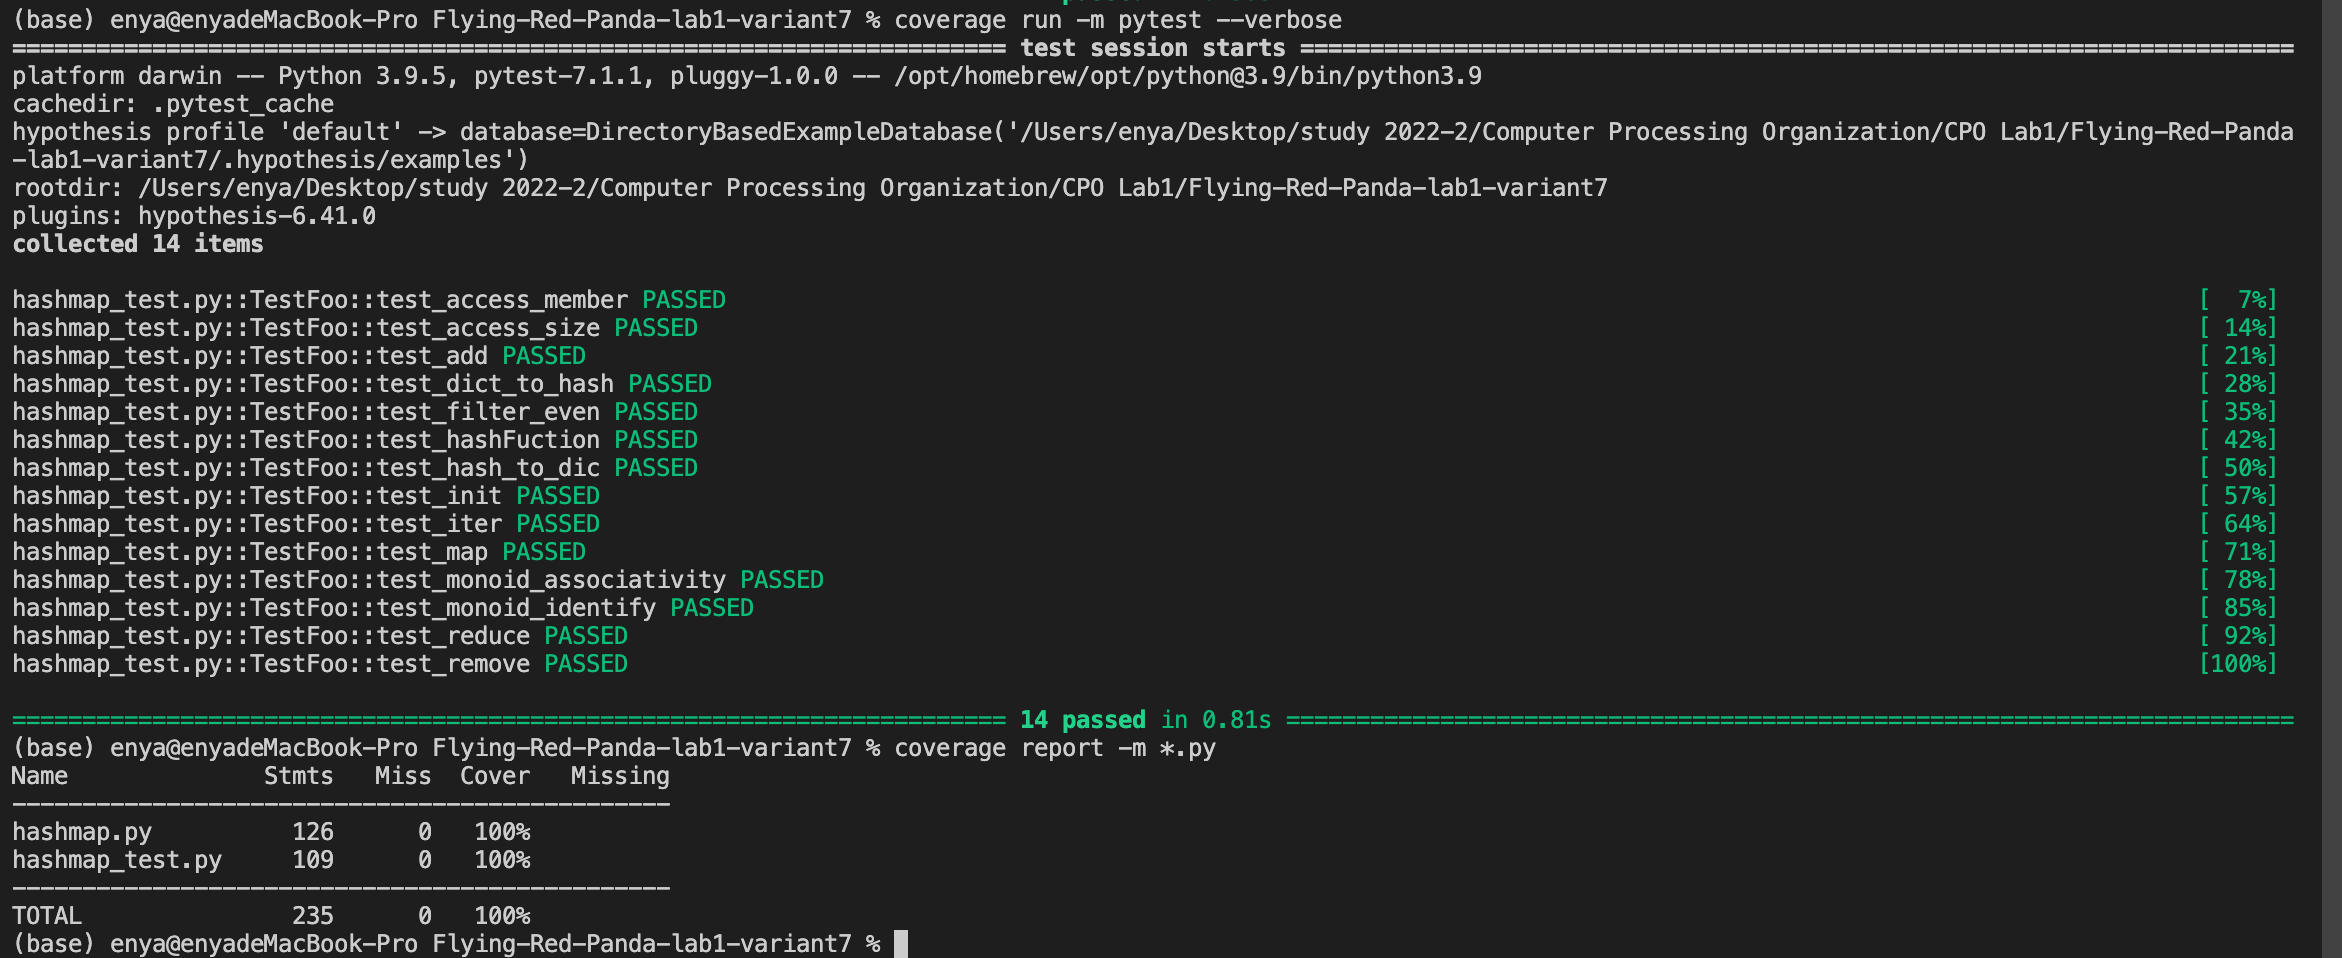 (base) enya@enyadeMacBook-Pro Flying-Red-Panda-lab1-variant7 % coverage run -m pytest --verbose
======================================================================= test session starts =======================================================================
platform darwin -- Python 3.9.5, pytest-7.1.1, pluggy-1.0.0 -- /opt/homebrew/opt/python@3.9/bin/python3.9
cachedir: .pytest_cache
hypothesis profile 'default' -> database=DirectoryBasedExampleDatabase('/Users/enya/Desktop/study 2022-2/Computer Processing Organization/CPO Lab1/Flying-Red-Panda
-lab1-variant7/.hypothesis/examples')
rootdir: /Users/enya/Desktop/study 2022-2/Computer Processing Organization/CPO Lab1/Flying-Red-Panda-lab1-variant7
plugins: hypothesis-6.41.0
collected 14 items
hashmap_test.py::TestFoo::test_access_member PASSED [  7%]
hashmap_test.py::TestFoo::test_access_size PASSED [ 14%]
hashmap_test.py::TestFoo::test_add PASSED [ 21%]
hashmap_test.py::TestFoo::test_dict_to_hash PASSED [ 28%]
hashmap_test.py::TestFoo::test_filter_even PASSED [ 35%]
hashmap_test.py::TestFoo::test_hashFuction PASSED [ 42%]
hashmap_test.py::TestFoo::test_hash_to_dic PASSED [ 50%]
hashmap_test.py::TestFoo::test_init PASSED [ 57%]
hashmap_test.py::TestFoo::test_iter PASSED [ 64%]
hashmap_test.py::TestFoo::test_map PASSED [ 71%]
hashmap_test.py::TestFoo::test_monoid_associativity PASSED [ 78%]
hashmap_test.py::TestFoo::test_monoid_identify PASSED [ 85%]
hashmap_test.py::TestFoo::test_reduce PASSED [ 92%]
hashmap_test.py::TestFoo::test_remove PASSED [100%]
======================================================================= 14 passed in 0.81s ========================================================================
(base) enya@enyadeMacBook-Pro Flying-Red-Panda-lab1-variant7 % coverage report -m *.py
Name              Stmts   Miss  Cover   Missing
-----------------------------------------------
hashmap.py          126      0   100%
hashmap_test.py     109      0   100%
-----------------------------------------------
TOTAL               235      0   100%
(base) enya@enyadeMacBook-Pro Flying-Red-Panda-lab1-variant7 %